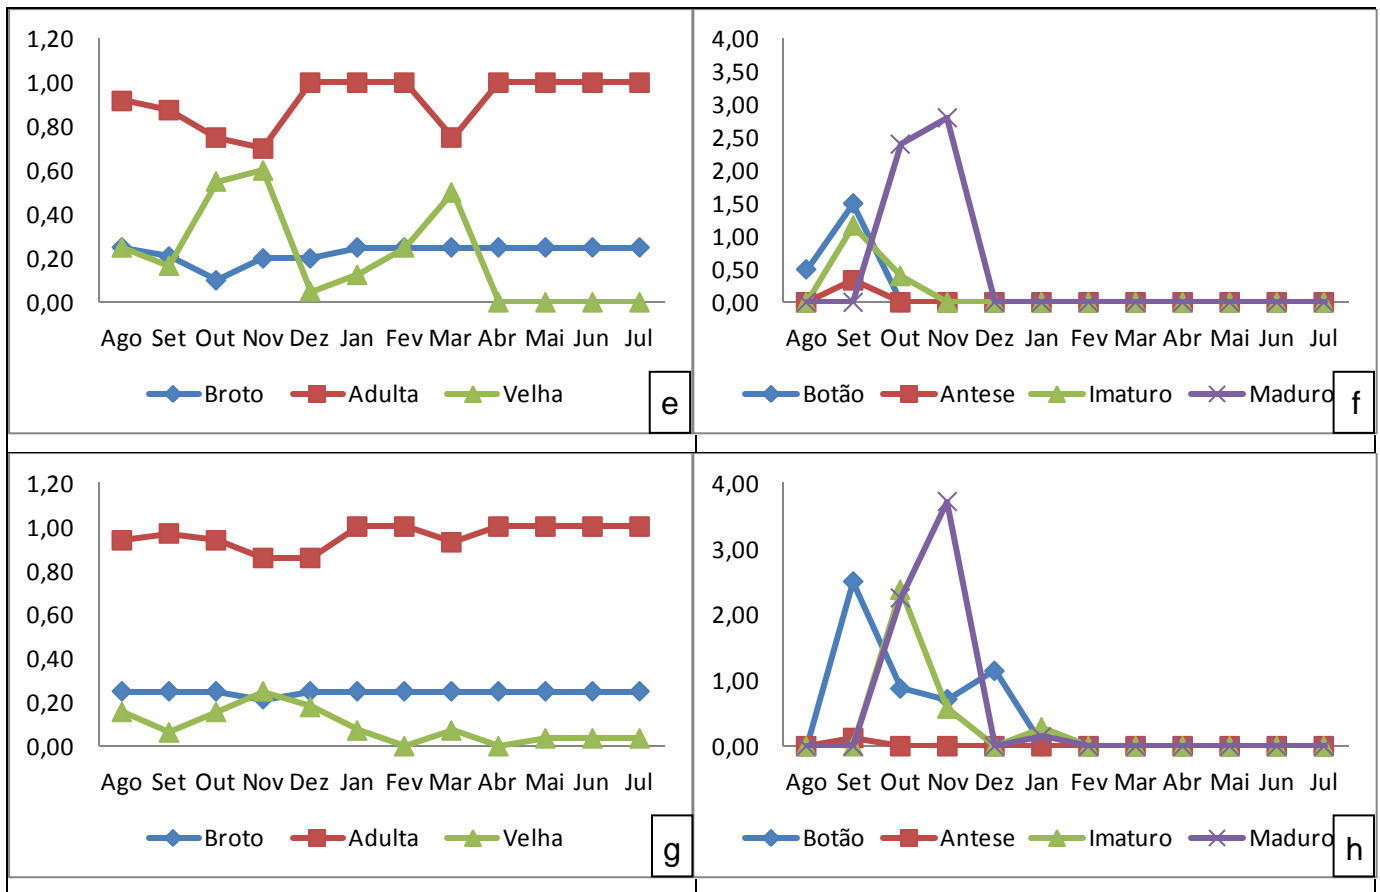 1,20
1,00
0,80
0,60
0,40
0,20
0,00
Ago Set Out Nov Dez Jan Fev Mar Abr Mai Jun Jul
Broto Adulta Velha
e
4,00
3,50
3,00
2,50
2,00
1,50
1,00
0,50
0,00
Ago Set Out Nov Dez Jan Fev Mar Abr Mai Jun Jul
Botão Antese Imaturo Maduro
f
1,20
1,00
0,80
0,60
0,40
0,20
0,00
Ago Set Out Nov Dez Jan Fev Mar Abr Mai Jun Jul
Broto Adulta Velha
g
4,00
3,00
2,00
1,00
0,00
Ago Set Out Nov Dez Jan Fev Mar Abr Mai Jun Jul
Botão Antese Imaturo Maduro
h